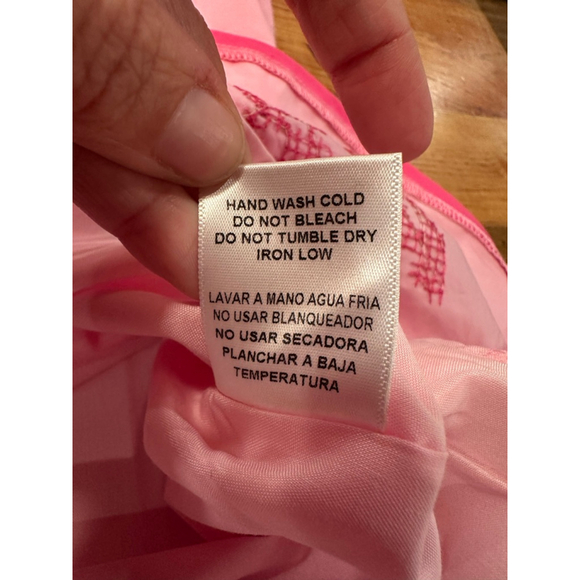 HAND WASH COLD
DO NOT BLEACH
DO NOT TUMBLE DRY
IRON LOW
LAVAR A MANO AGUA FRIA
NO USAR BLANQUEADOR
NO USAR SECADORA
PLANCHAR A BAJA
TEMPERATURA